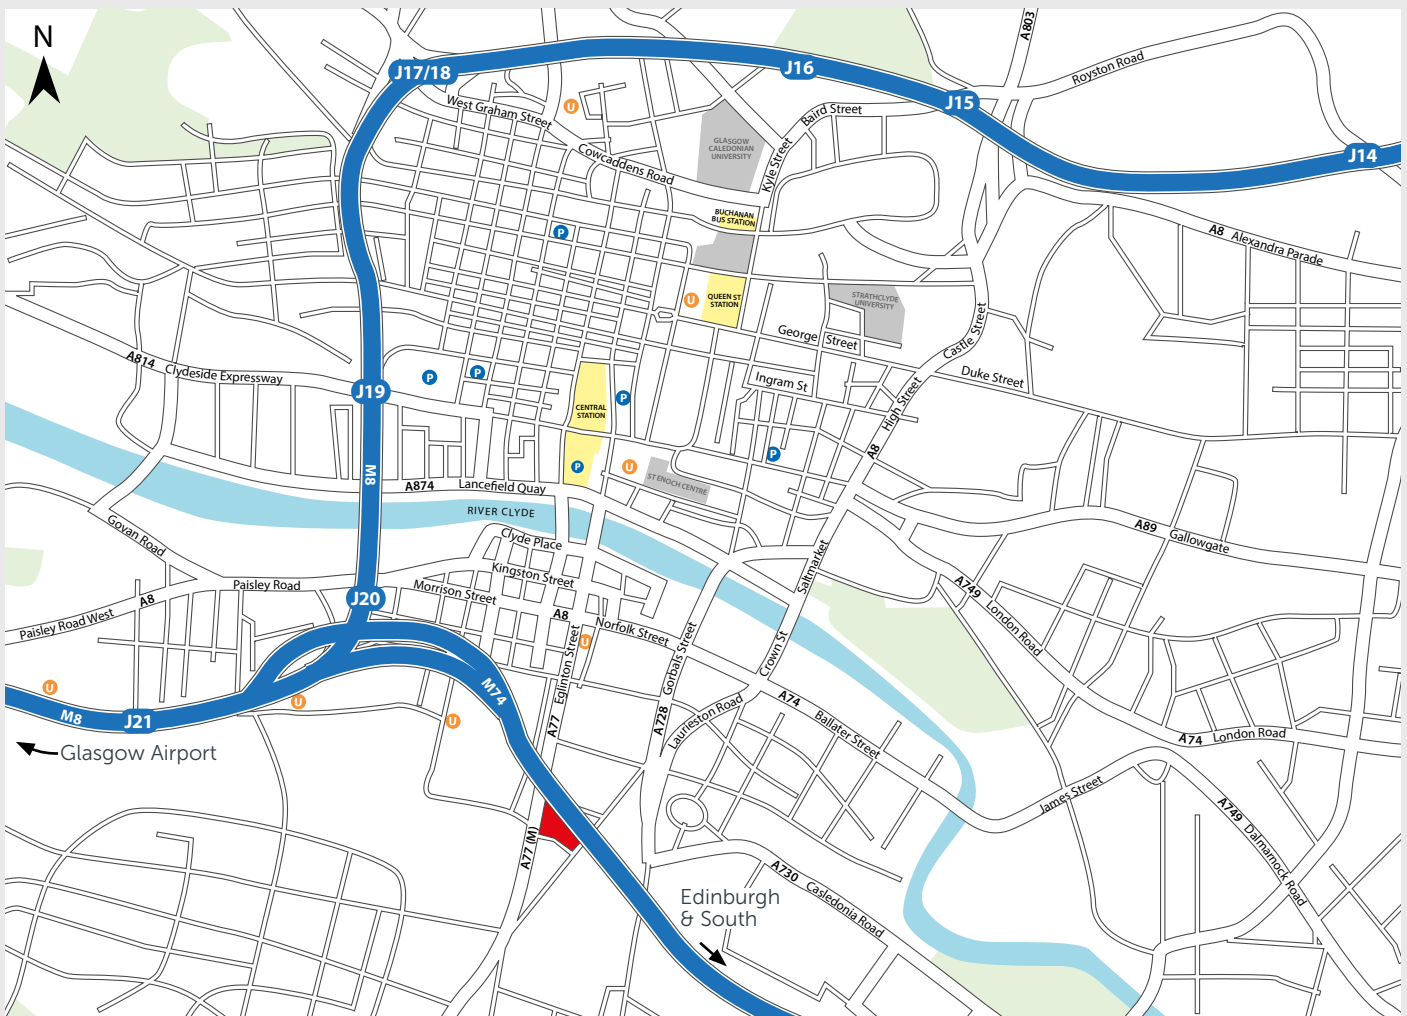 N
J17/18
J16
J15
A803
Royston Road
J14
West Graham Street
U
Baird Street
GLASGOW
CALEDONIAN
UNIVERSITY
Cowcaddens Road
Kyle Street
BUCHANAN
BUS STATION
P
A8 Alexandra Parade
U
QUEEN ST
STATION
STRATHCLYDE
UNIVERSITY
George Street
Castle Street
A814 Clydeside Expressway
J19
P
P
P
Ingram St
Duke Street
High Street
A8
CENTRAL
STATION
P
P
U
ST ENOCH CENTRE
M8
A874 Lancefield Quay
RIVER CLYDE
Govan Road
Clyde Place
A89 Gallowgate
Saltmarket
Kingston Street
Paisley Road
Morrison Street
J20
A8
Paisley Road West
A8
Norfolk Street
A749 London Road
U
Eglinton Street
Gorbals Street
Crown St
U
U
U
M8
J21
M74
A77
A728
Laurieston Road
A74 Ballater Street
A74 London Road
Glasgow Airport
James Street
A749 Dalmarnock Road
A77 (M)
A730 Casledonia Road
Edinburgh
& South